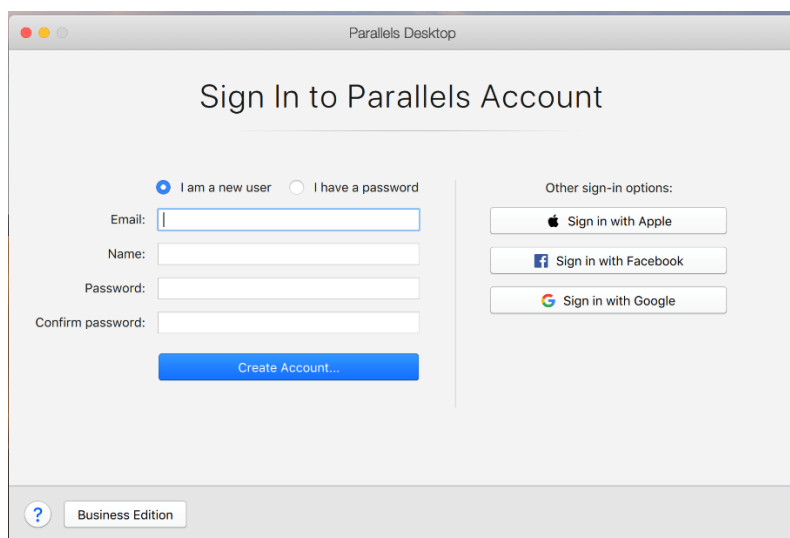 Parallels Desktop
Sign In to Parallels Account
I am a new user I have a password
Email:
Name:
Password:
Confirm password:
Create Account...
Other sign-in options:
Sign in with Apple
Sign in with Facebook
Sign in with Google
? Business Edition